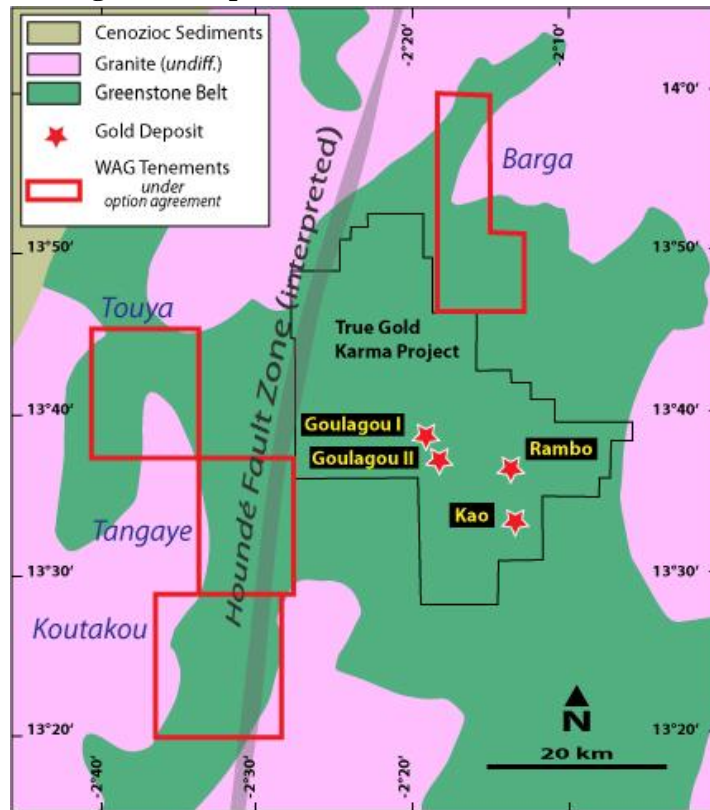 Cenozioc Sediments
Granite (undiff.)
Greenstone Belt
Gold Deposit
WAG Tenements
under
option agreement
-2°20'
-2°10'
14°0'
Barga
13°50'
13°50'
Houndé Fault Zone (interpreted)
Touya
True Gold
Karma Project
13°40'
13°40'
Goulagou I
Goulagou II
Rambo
Kao
Tangaye
13°30'
13°30'
Koutakou
N
13°20'
13°20'
20 km
-2°40'
-2°30'
-2°20'
-2°10'